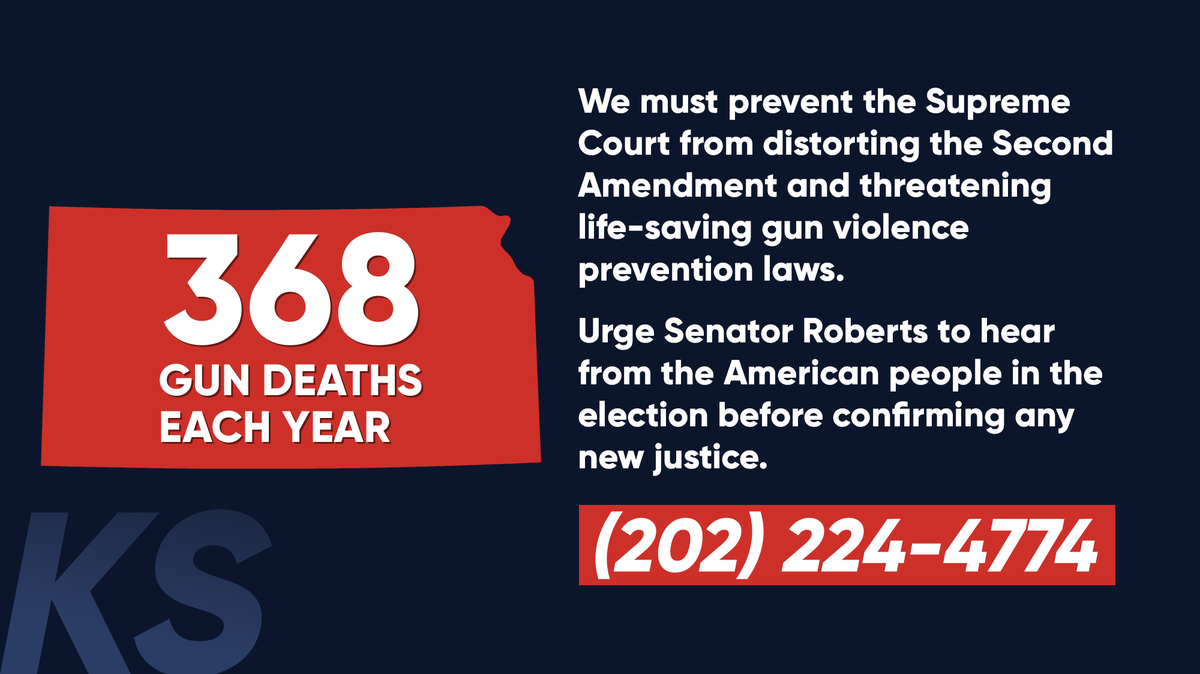 368
GUN DEATHS
EACH YEAR
KS
We must prevent the Supreme
Court from distorting the Second
Amendment and threatening
life-saving gun violence
prevention laws.
Urge Senator Roberts to hear
from the American people in the
election before confirming any
new justice.
(202) 224-4774